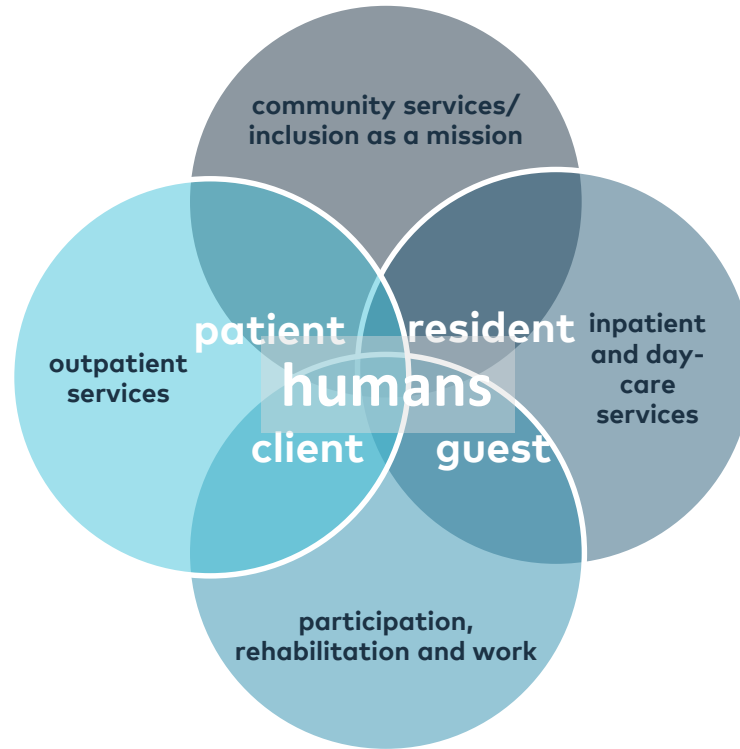 community services/
inclusion as a mission
patient
resident
outpatient
services
inpatient
and day-
care
services
humans
client
guest
participation,
rehabilitation and work